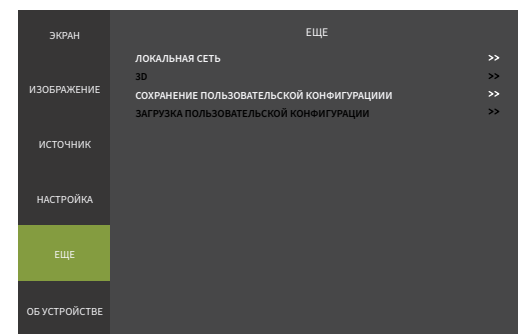 ЭКРАН
ИЗОБРАЖЕНИЕ
ИСТОЧНИК
НАСТРОЙКА
ЕЩЕ
ОБ УСТРОЙСТВЕ
ЕЩЕ
ЛОКАЛЬНАЯ СЕТЬ >>
3D >>
СОХРАНЕНИЕ ПОЛЬЗОВАТЕЛЬСКОЙ КОНФИГУРАЦИИИ >>
ЗАГРУЗКА ПОЛЬЗОВАТЕЛЬСКОЙ КОНФИГУРАЦИИ >>